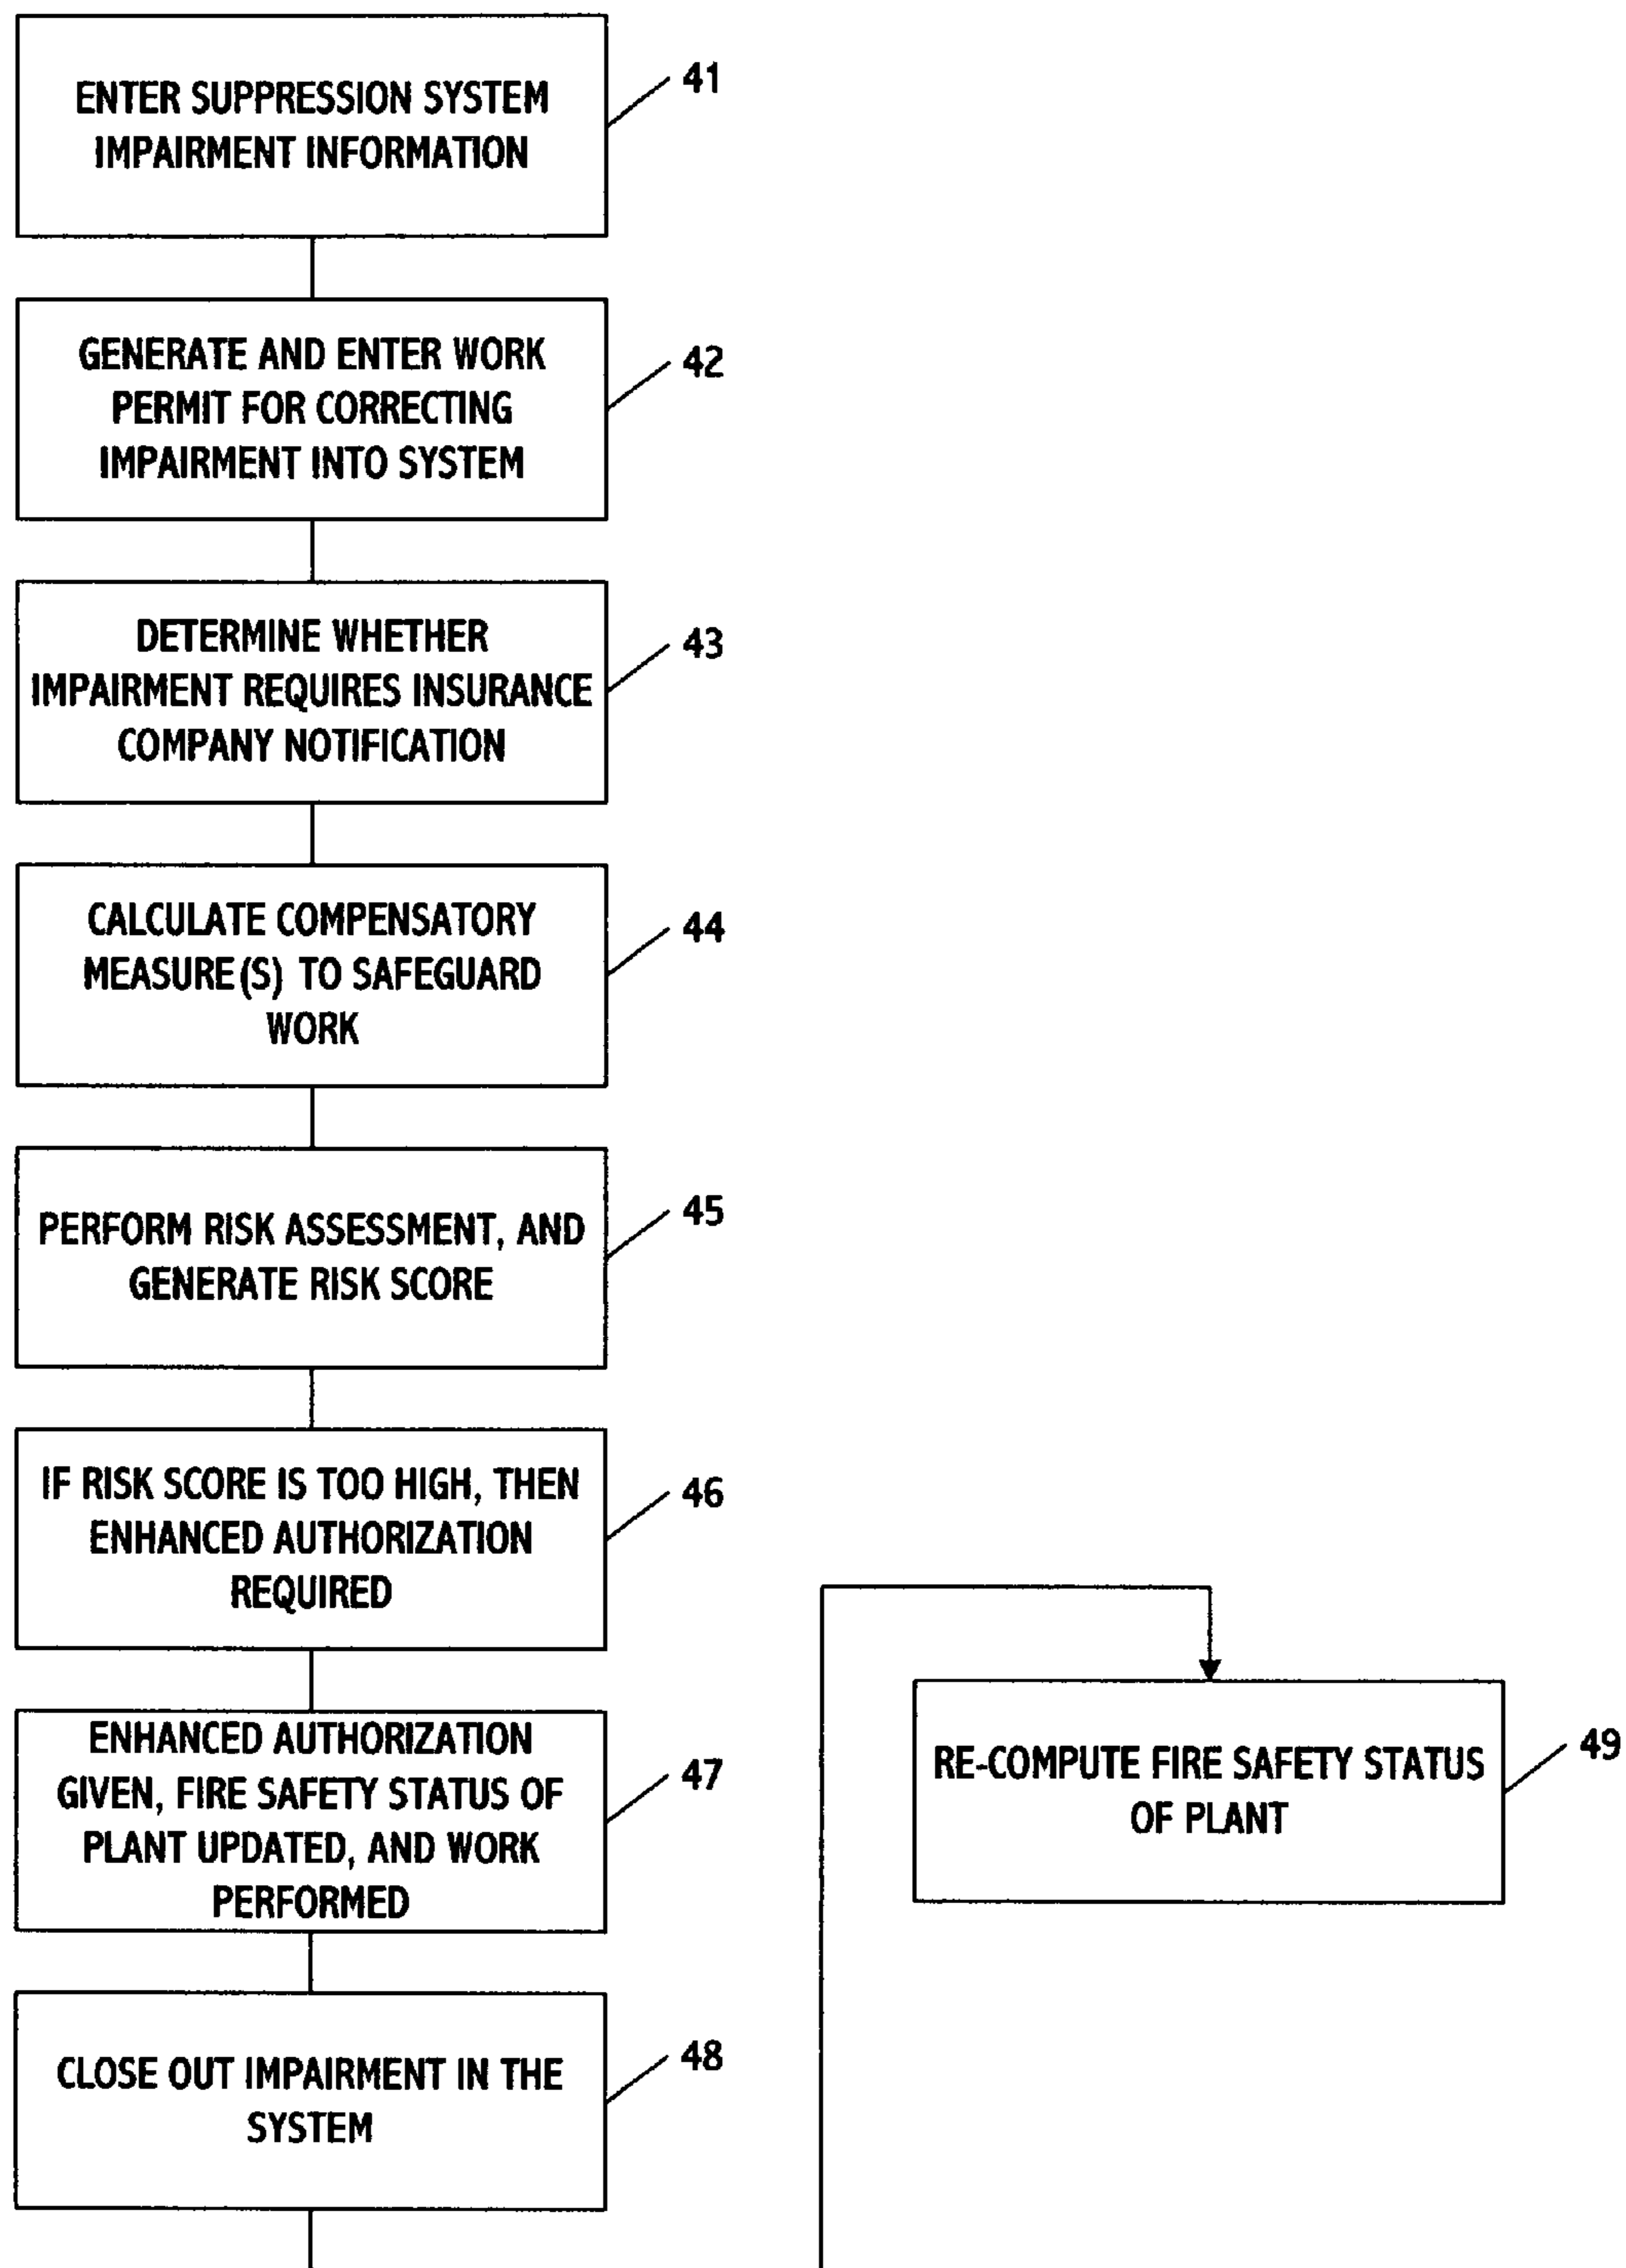 ENTER SUPPRESSION SYSTEM
IMPAIRMENT INFORMATION
41
GENERATE AND ENTER WORK
PERMIT FOR CORRECTING
IMPAIRMENT INTO SYSTEM
42
DETERMINE WHETHER
IMPAIRMENT REQUIRES INSURANCE
COMPANY NOTIFICATION
43
CALCULATE COMPENSATORY
MEASURE(S) TO SAFEGUARD
WORK
44
PERFORM RISK ASSESSMENT, AND
GENERATE RISK SCORE
45
IF RISK SCORE IS TOO HIGH, THEN
ENHANCED AUTHORIZATION
REQUIRED
46
ENHANCED AUTHORIZATION
GIVEN, FIRE SAFETY STATUS OF
PLANT UPDATED, AND WORK
PERFORMED
47
CLOSE OUT IMPAIRMENT IN THE
SYSTEM
48
RE-COMPUTE FIRE SAFETY STATUS
OF PLANT
49